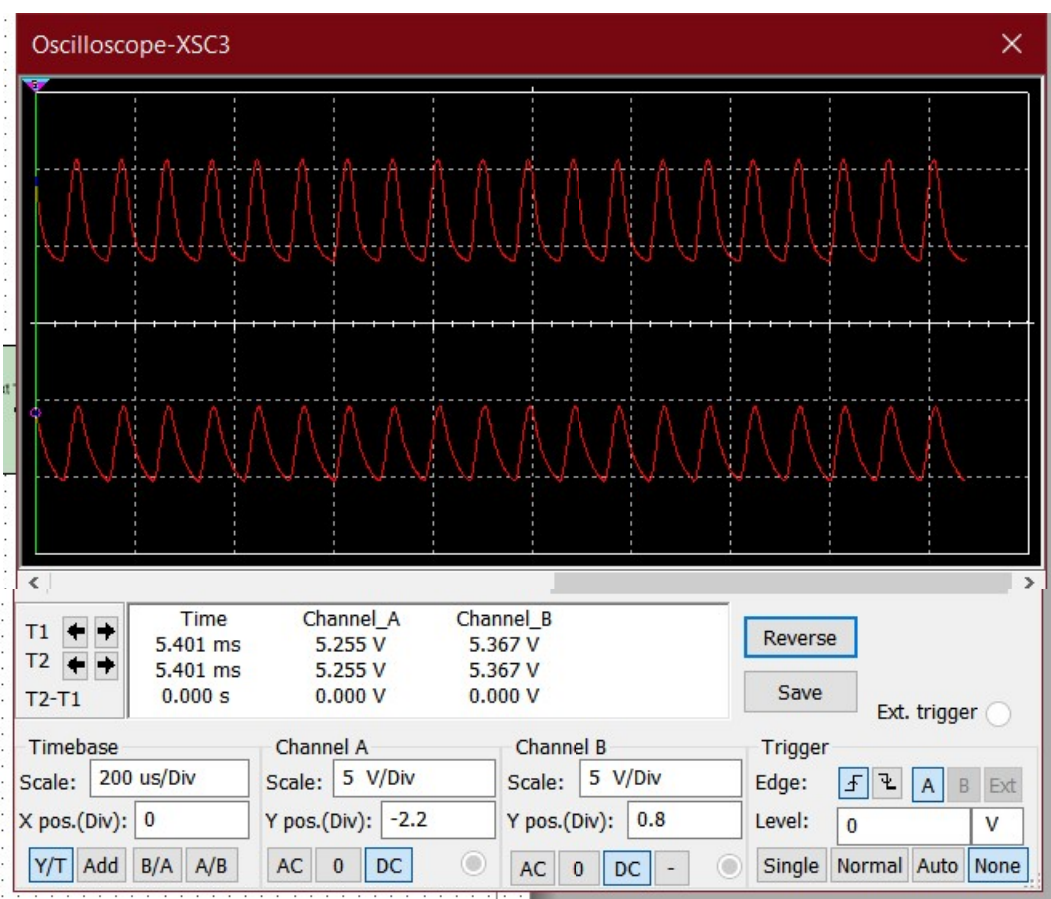 Oscilloscope-XSC3
Time Channel_A Channel_B
T1 5.401 ms 5.255 V 5.367 V
T2 5.401 ms 5.255 V 5.367 V
T2-T1 0.000 s 0.000 V 0.000 V
Reverse
Save
Ext. trigger
Timebase
Scale: 200 us/Div
X pos.(Div): 0
Y/T Add B/A A/B
Channel A
Scale: 5 V/Div
Y pos.(Div): -2.2
AC 0 DC
Channel B
Scale: 5 V/Div
Y pos.(Div): 0.8
AC 0 DC -
Trigger
Edge: A B Ext
Level: 0 V
Single Normal Auto None